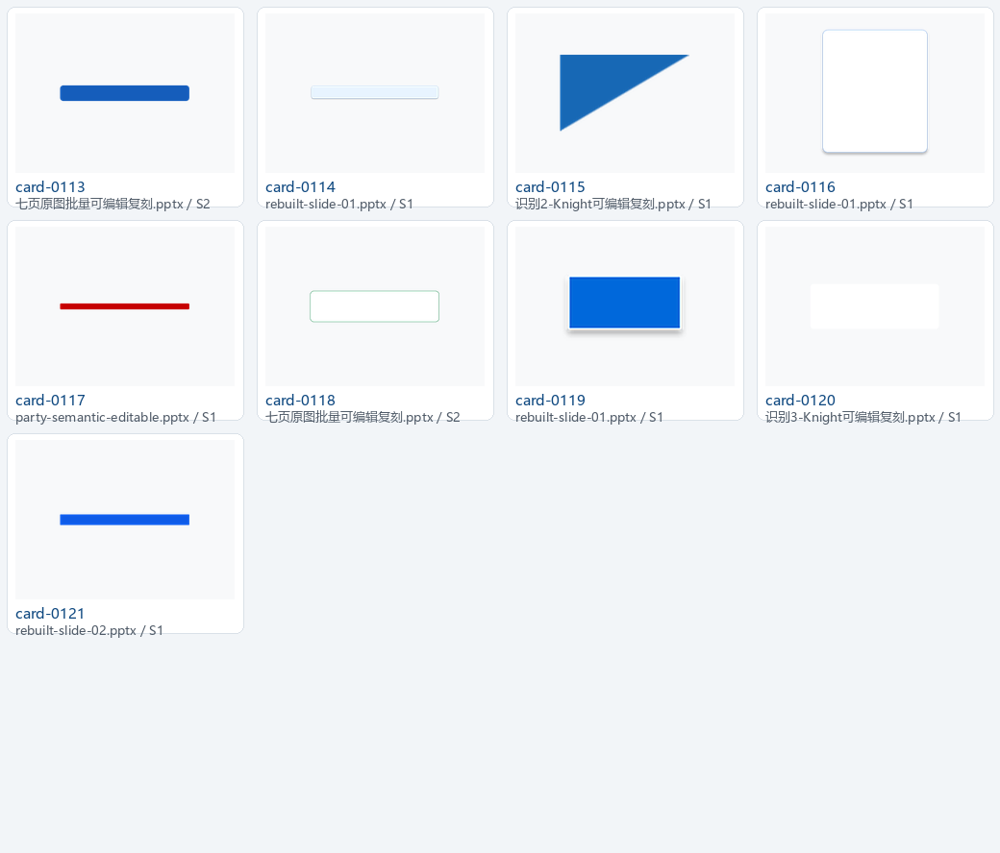 card-0113
七页原图批量可编辑复刻.pptx / S2
card-0114
rebuilt-slide-01.pptx / S1
card-0115
识别2-Knight可编辑复刻.pptx / S1
card-0116
rebuilt-slide-01.pptx / S1
card-0117
party-semantic-editable.pptx / S1
card-0118
七页原图批量可编辑复刻.pptx / S2
card-0119
rebuilt-slide-01.pptx / S1
card-0120
识别3-Knight可编辑复刻.pptx / S1
card-0121
rebuilt-slide-02.pptx / S1